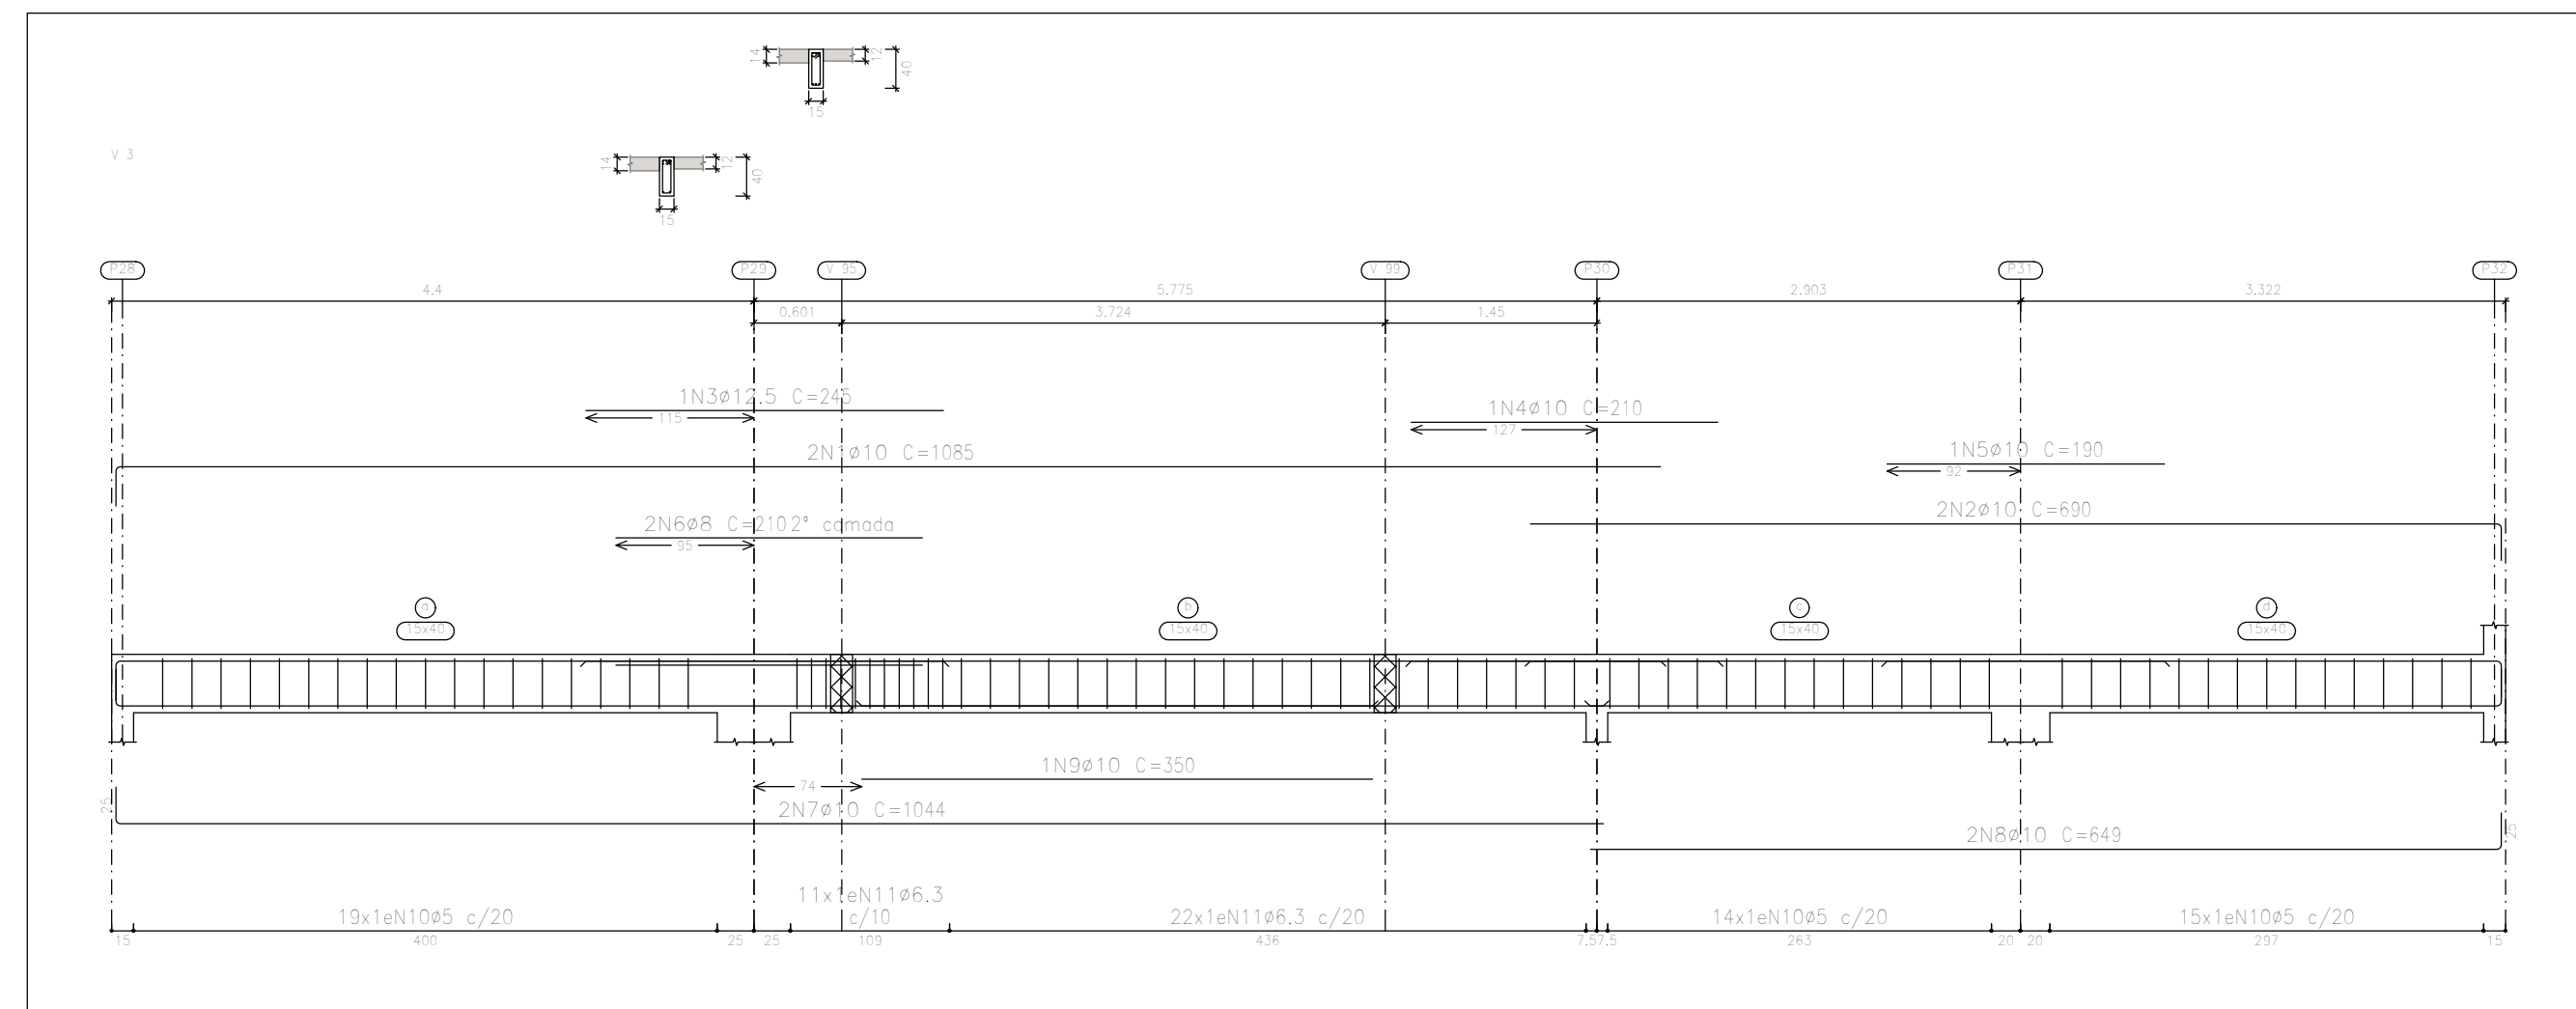 14
12
40
15
V 3
14
12
40
15
P28
P29
V 95
V 99
P30
P31
P32
4.4
5.775
2.903
3.322
0.601
3.724
1.45
1N3ø12.5 C=245
115
1N4ø10 C=210
127
2N1ø10 C=1085
1N5ø10 C=190
92
2N6ø8 C=210 2ª camada
95
2N2ø10 C=690
a
b
c
d
15x40
15x40
15x40
15x40
1N9ø10 C=350
74
25
2N7ø10 C=1044
2N8ø10 C=649
25
11x1eN11ø6.3
c/10
19x1eN10ø5 c/20
22x1eN11ø6.3 c/20
14x1eN10ø5 c/20
15x1eN10ø5 c/20
15
400
25
25
109
436
7.5
7.5
263
20
20
297
15